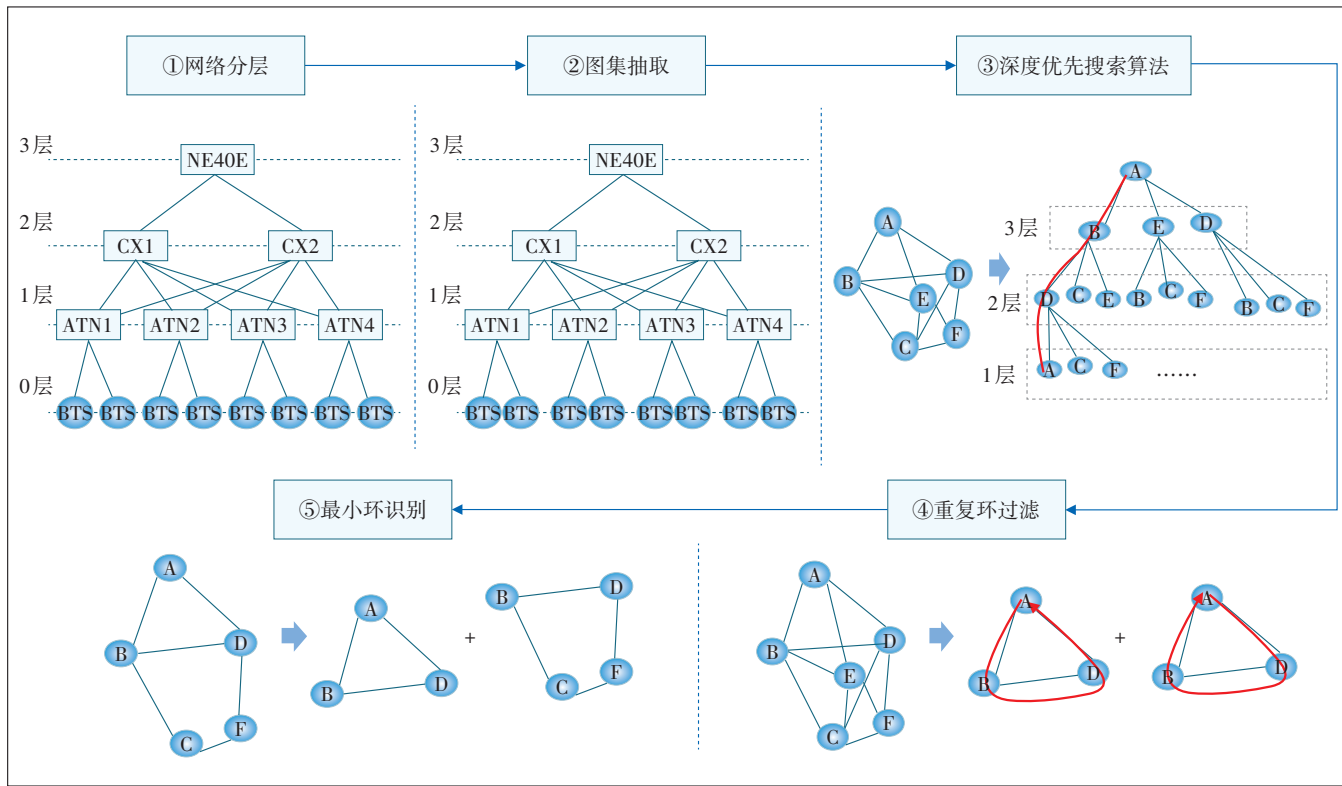 ①网络分层
②图集抽取
③深度优先搜索算法
3层
NE40E
2层
CX1 CX2
1层
ATN1 ATN2 ATN3 ATN4
0层
BTS BTS BTS BTS BTS BTS BTS BTS
3层
NE40E
2层
CX1 CX2
1层
ATN1 ATN2 ATN3 ATN4
0层
BTS BTS BTS BTS BTS BTS BTS BTS
A
B
D
E
C
F
A
3层
B E D
2层
D C E B C F B C F
1层
A C F ……
⑤最小环识别
④重复环过滤
A
B
D
C
F
A
B
D
+
B
D
C
F
A
B
D
E
C
F
A
B
D
+
A
B
D